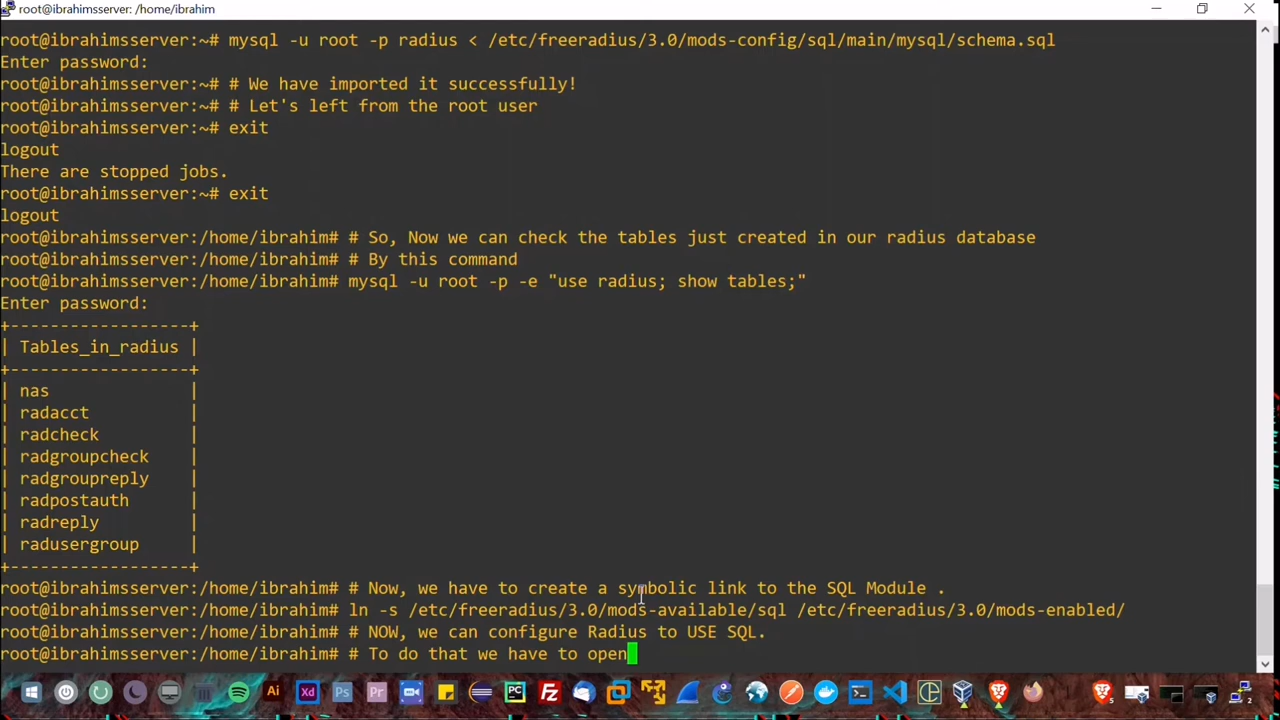 root@ibrahimsserver: /home/ibrahim
root@ibrahimsserver:~# mysql -u root -p radius < /etc/freeradius/3.0/mods-config/sql/main/mysql/schema.sql
Enter password:
root@ibrahimsserver:~# # We have imported it successfully!
root@ibrahimsserver:~# # Let's left from the root user
root@ibrahimsserver:~# exit
logout
There are stopped jobs.
root@ibrahimsserver:~# exit
logout
root@ibrahimsserver:/home/ibrahim# # So, Now we can check the tables just created in our radius database
root@ibrahimsserver:/home/ibrahim# # By this command
root@ibrahimsserver:/home/ibrahim# mysql -u root -p -e "use radius; show tables;"
Enter password:
+------------------+
| Tables_in_radius |
+------------------+
| nas              |
| radacct          |
| radcheck         |
| radgroupcheck    |
| radgroupreply    |
| radpostauth      |
| radreply         |
| radusergroup     |
+------------------+
root@ibrahimsserver:/home/ibrahim# # Now, we have to create a symbolic link to the SQL Module .
root@ibrahimsserver:/home/ibrahim# ln -s /etc/freeradius/3.0/mods-available/sql /etc/freeradius/3.0/mods-enabled/
root@ibrahimsserver:/home/ibrahim# # NOW, we can configure Radius to USE SQL.
root@ibrahimsserver:/home/ibrahim# # To do that we have to open
Ai Xd Ps Pr PC FZ